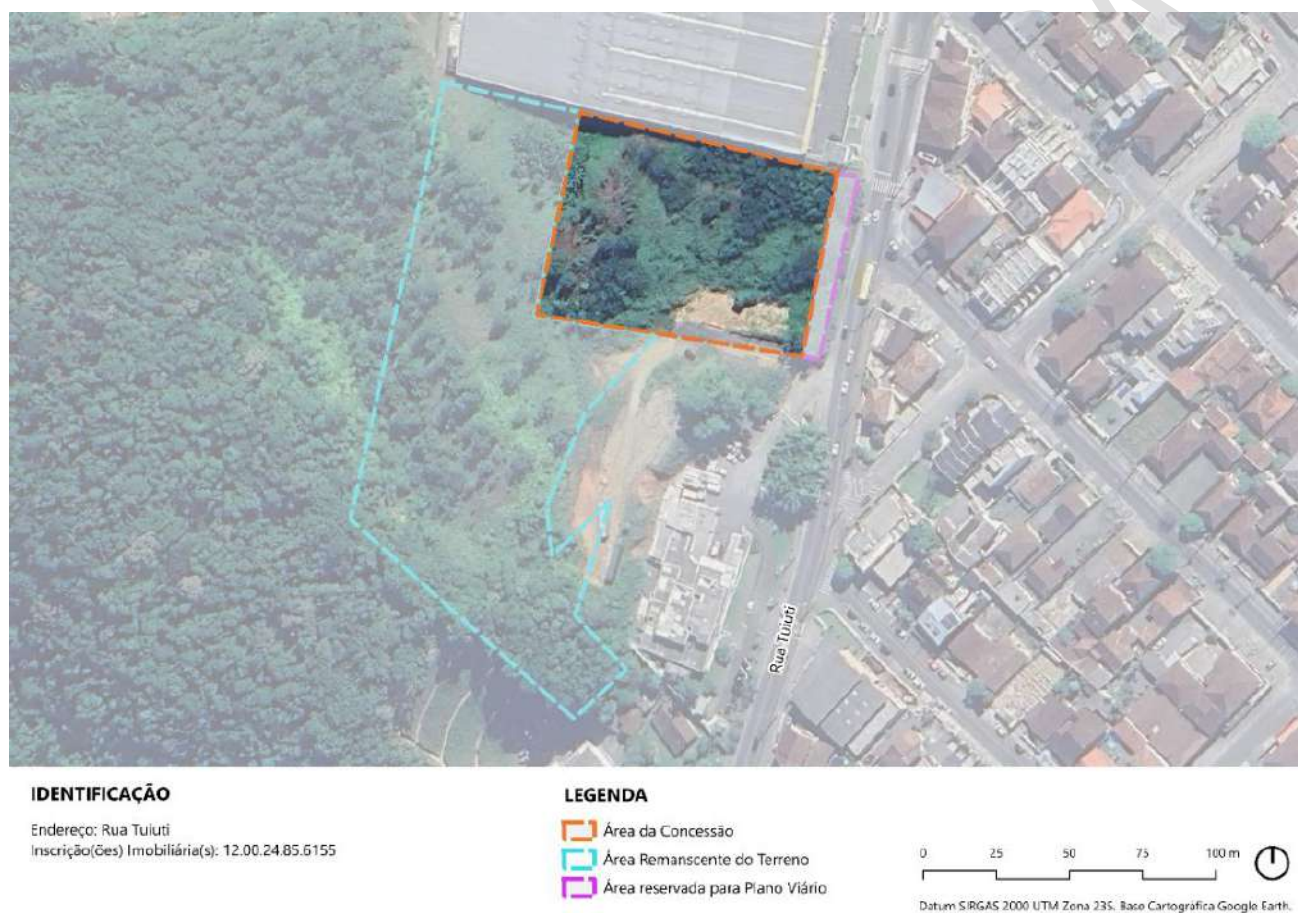 Rua Tuiuti
IDENTIFICAÇÃO
Endereço: Rua Tuiuti
Inscrição(ões) Imobiliária(s): 12.00.24.85.6155
LEGENDA
Área da Concessão
Área Remanscente do Terreno
Área reservada para Plano Viário
0 25 50 75 100 m
Datum SIRGAS 2000 UTM Zona 23S. Base Cartográfica Google Earth.